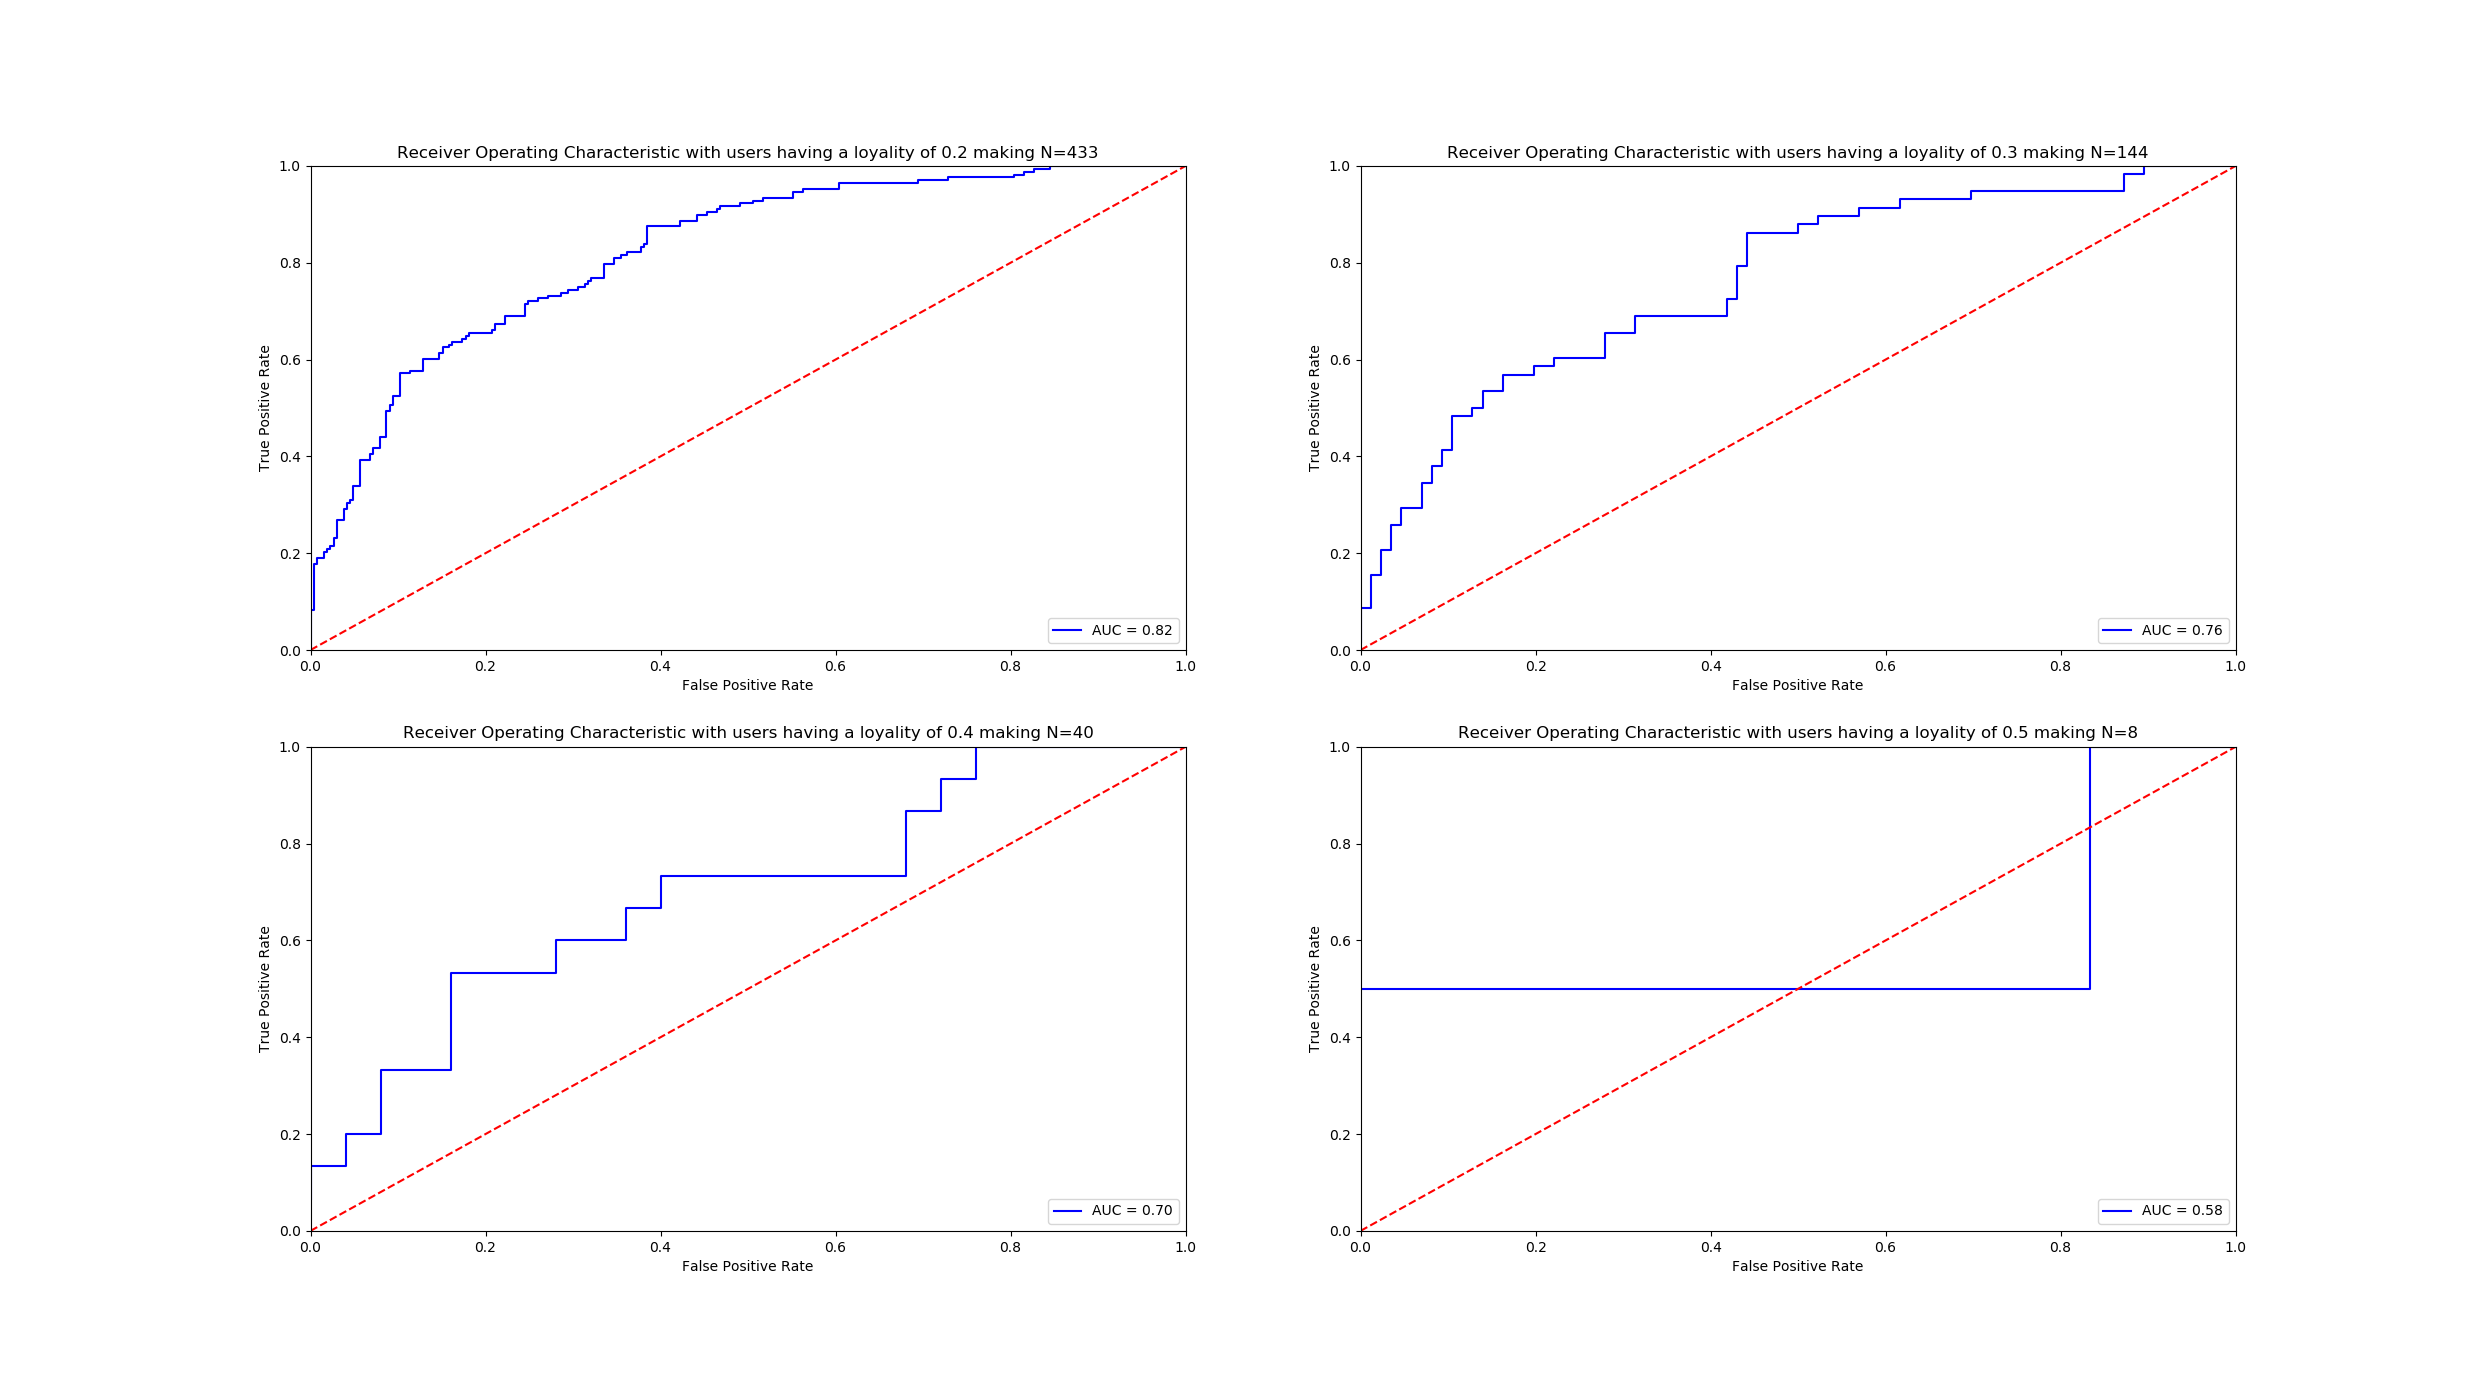 Receiver Operating Characteristic with users having a loyality of 0.2 making N=433
1.0
0.8
0.6
0.4
0.2
0.0
True Positive Rate
0.0 0.2 0.4 0.6 0.8 1.0
False Positive Rate
AUC = 0.82
Receiver Operating Characteristic with users having a loyality of 0.3 making N=144
1.0
0.8
0.6
0.4
0.2
0.0
True Positive Rate
0.0 0.2 0.4 0.6 0.8 1.0
False Positive Rate
AUC = 0.76
Receiver Operating Characteristic with users having a loyality of 0.4 making N=40
1.0
0.8
0.6
0.4
0.2
0.0
True Positive Rate
0.0 0.2 0.4 0.6 0.8 1.0
False Positive Rate
AUC = 0.70
Receiver Operating Characteristic with users having a loyality of 0.5 making N=8
1.0
0.8
0.6
0.4
0.2
0.0
True Positive Rate
0.0 0.2 0.4 0.6 0.8 1.0
False Positive Rate
AUC = 0.58